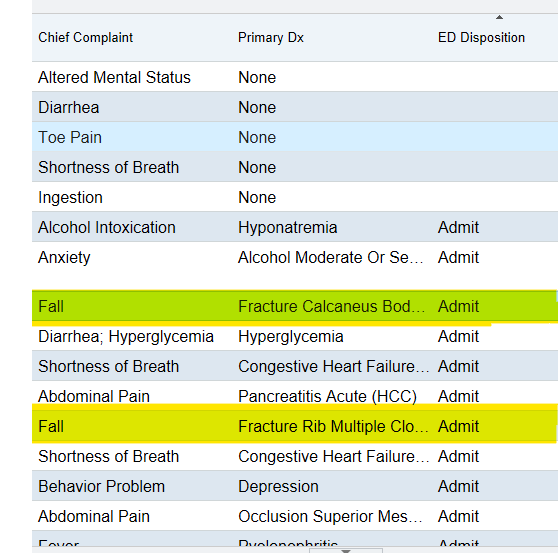 Chief Complaint Primary Dx ED Disposition
Altered Mental Status None
Diarrhea None
Toe Pain None
Shortness of Breath None
Ingestion None
Alcohol Intoxication Hyponatremia Admit
Anxiety Alcohol Moderate Or Se... Admit
Fall Fracture Calcaneus Bod... Admit
Diarrhea; Hyperglycemia Hyperglycemia Admit
Shortness of Breath Congestive Heart Failure... Admit
Abdominal Pain Pancreatitis Acute (HCC) Admit
Fall Fracture Rib Multiple Clo... Admit
Shortness of Breath Congestive Heart Failure... Admit
Behavior Problem Depression Admit
Abdominal Pain Occlusion Superior Mes... Admit
Fever Pyelonephritis Admit